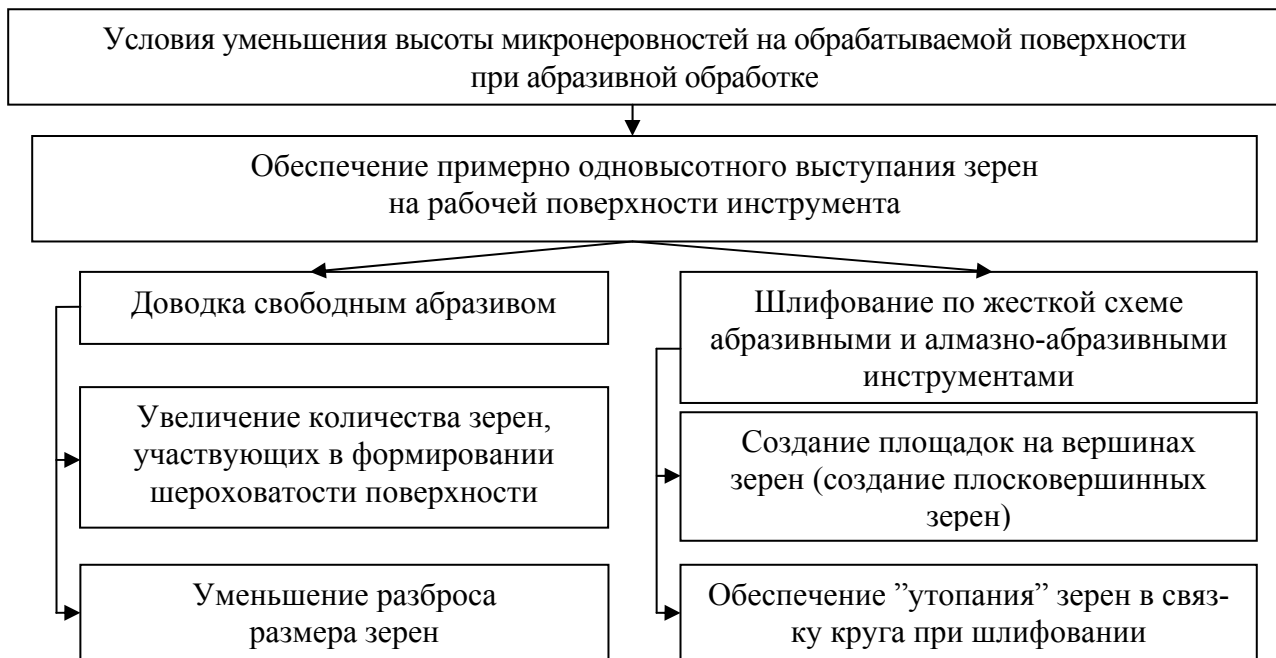 Условия уменьшения высоты микронеровностей на обрабатываемой поверхности
при абразивной обработке
Обеспечение примерно одновысотного выступания зерен
на рабочей поверхности инструмента
Доводка свободным абразивом
Увеличение количества зерен,
участвующих в формировании
шероховатости поверхности
Уменьшение разброса
размера зерен
Шлифование по жесткой схеме
абразивными и алмазно-абразивными
инструментами
Создание площадок на вершинах
зерен (создание плосковершинных
зерен)
Обеспечение ”утопания” зерен в связ-
ку круга при шлифовании